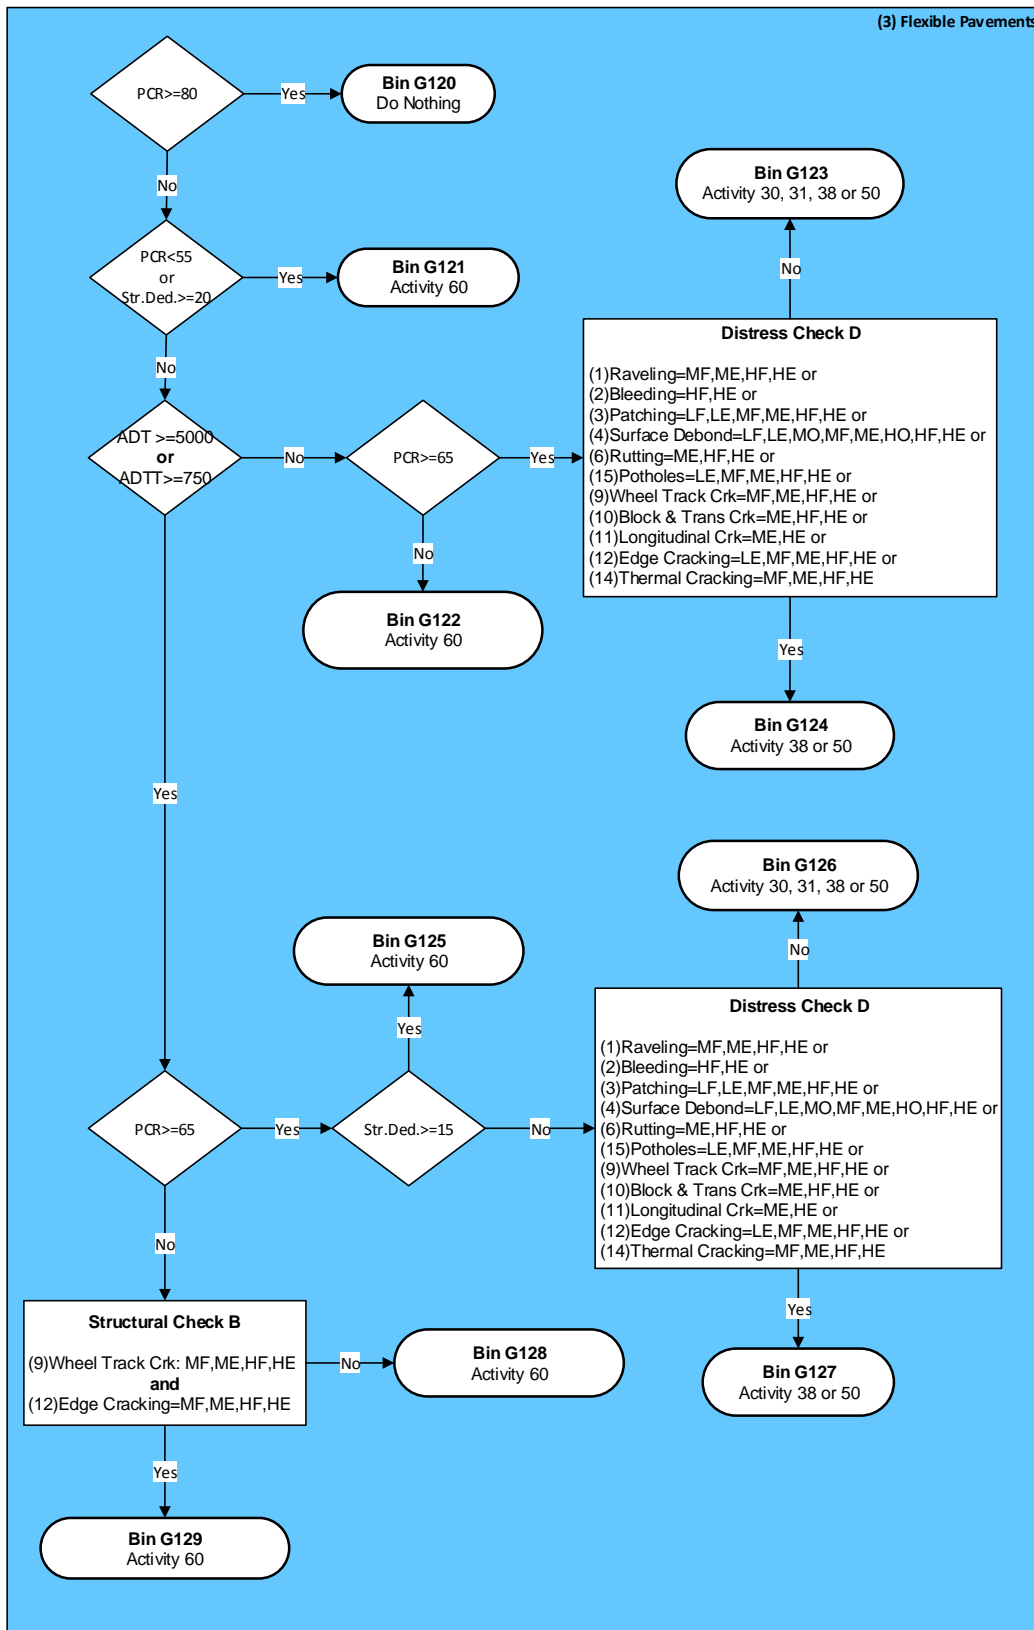 (3) Flexible Pavements
PCR>=80
Yes
Bin G120
Do Nothing
No
PCR<55
or
Str.Ded.>=20
Yes
Bin G121
Activity 60
No
ADT >=5000
or
ADTT>=750
No
PCR>=65
Yes
Bin G123
Activity 30, 31, 38 or 50
No
Distress Check D
(1)Raveling=MF,ME,HF,HE or
(2)Bleeding=HF,HE or
(3)Patching=LF,LE,MF,ME,HF,HE or
(4)Surface Debond=LF,LE,MO,MF,ME,HO,HF,HE or
(6)Rutting=ME,HF,HE or
(15)Potholes=LE,MF,ME,HF,HE or
(9)Wheel Track Crk=MF,ME,HF,HE or
(10)Block & Trans Crk=ME,HF,HE or
(11)Longitudinal Crk=ME,HE or
(12)Edge Cracking=LE,MF,ME,HF,HE or
(14)Thermal Cracking=MF,ME,HF,HE
No
Bin G122
Activity 60
Yes
Bin G124
Activity 38 or 50
Yes
Bin G126
Activity 30, 31, 38 or 50
No
Bin G125
Activity 60
Yes
PCR>=65
Yes
Str.Ded.>=15
No
Distress Check D
(1)Raveling=MF,ME,HF,HE or
(2)Bleeding=HF,HE or
(3)Patching=LF,LE,MF,ME,HF,HE or
(4)Surface Debond=LF,LE,MO,MF,ME,HO,HF,HE or
(6)Rutting=ME,HF,HE or
(15)Potholes=LE,MF,ME,HF,HE or
(9)Wheel Track Crk=MF,ME,HF,HE or
(10)Block & Trans Crk=ME,HF,HE or
(11)Longitudinal Crk=ME,HE or
(12)Edge Cracking=LE,MF,ME,HF,HE or
(14)Thermal Cracking=MF,ME,HF,HE
No
Structural Check B
(9)Wheel Track Crk: MF,ME,HF,HE
and
(12)Edge Cracking=MF,ME,HF,HE
No
Bin G128
Activity 60
Yes
Bin G127
Activity 38 or 50
Yes
Bin G129
Activity 60